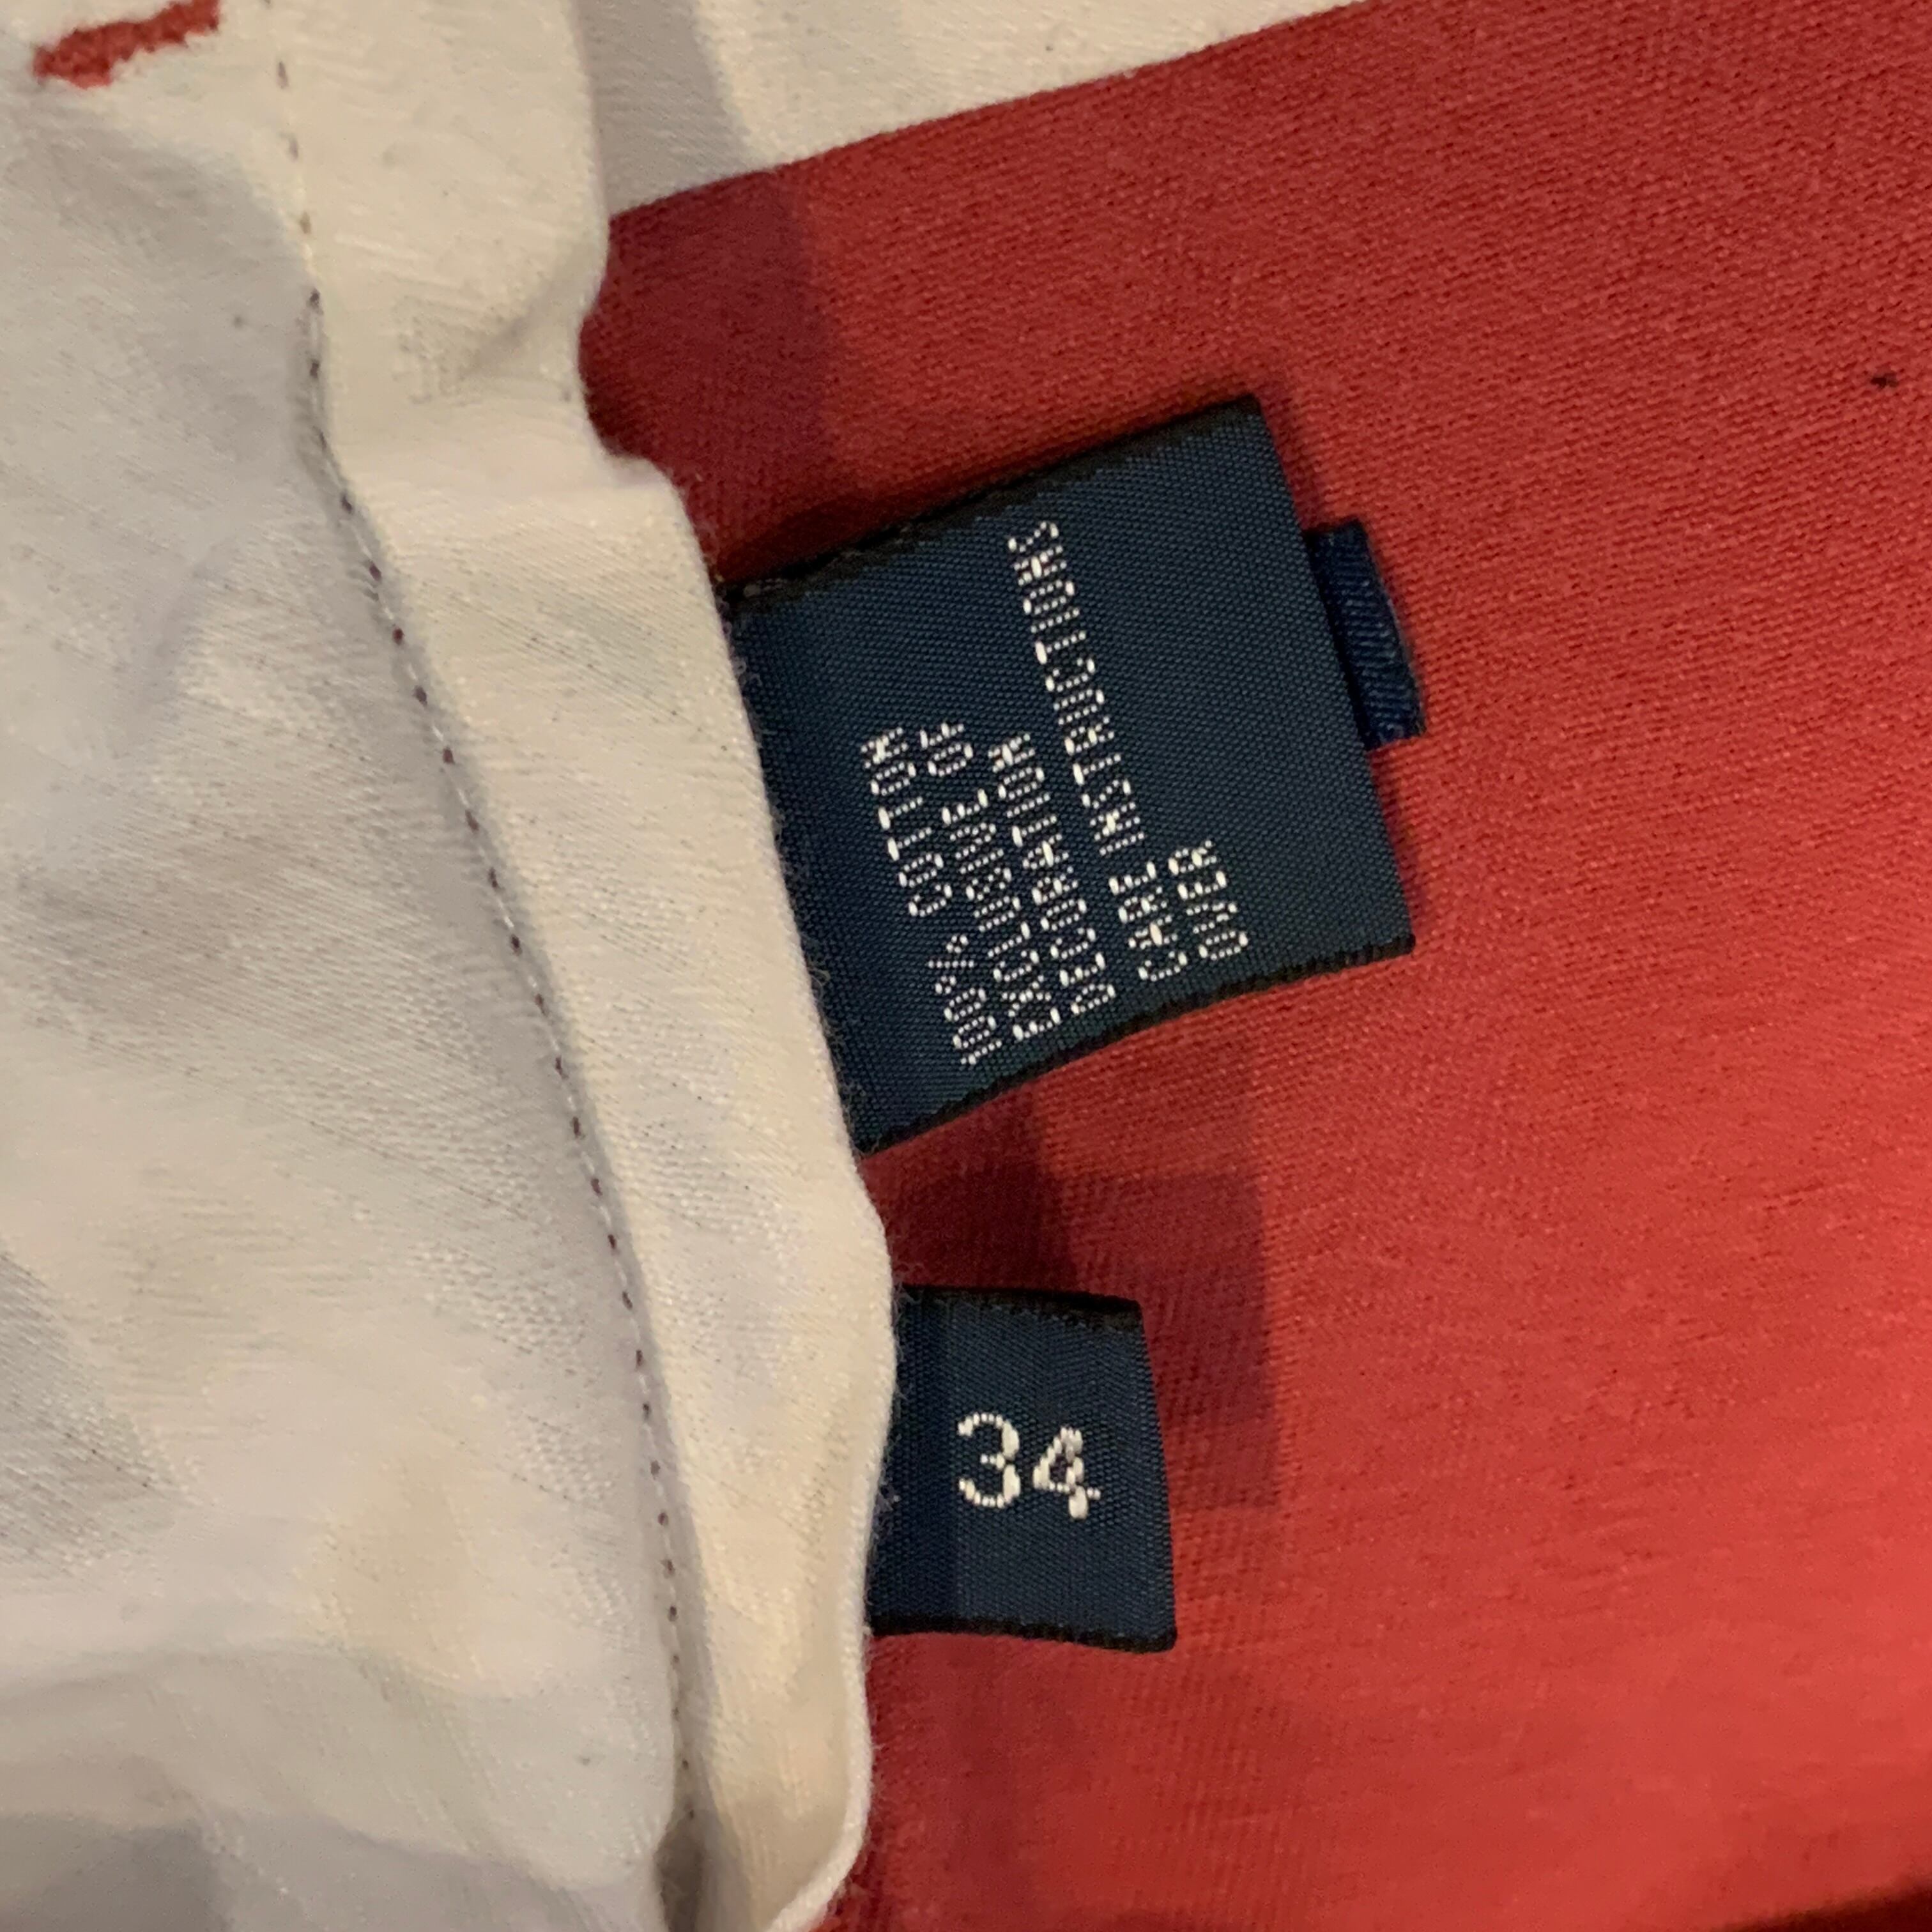 100% COTTON
EXCLUSIVE OF
DECORATION
CARE INSTRUCTIONS
OVER
34